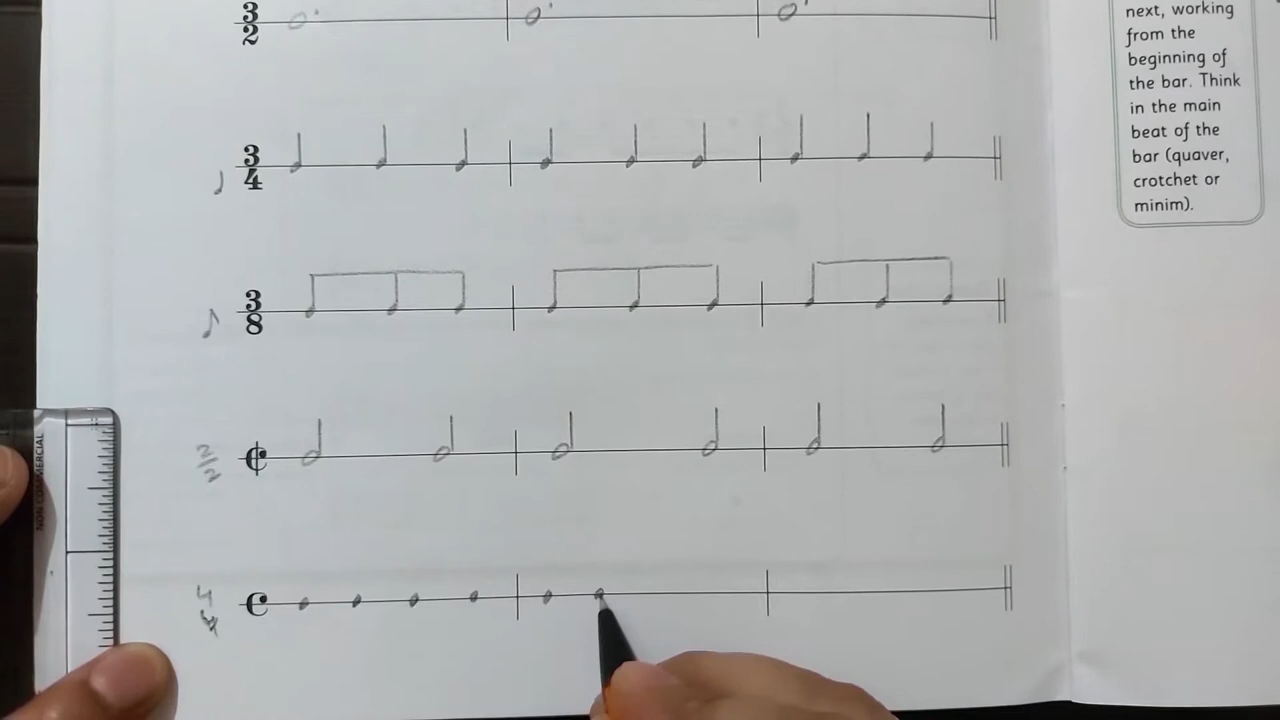 next, working
3
2
from the
beginning of
the bar. Think
in the main
beat of the
3
4
bar (quaver,
crotchet or
minim).
3
8
2
2
NON COMMERCIAL
4
4